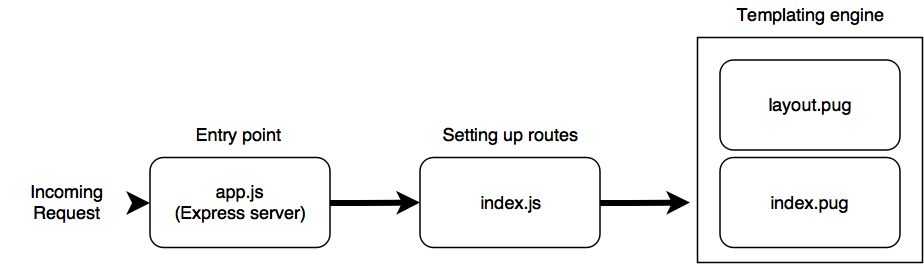 Templating engine
layout.pug
Entry point
Setting up routes
Incoming
Request
app.js
(Express server)
index.js
index.pug